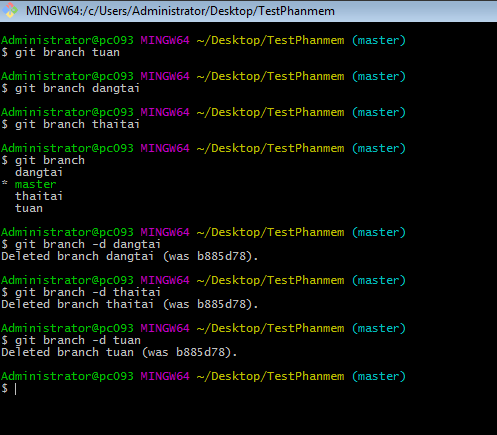 MINGW64:/c/Users/Administrator/Desktop/TestPhanmem
Administrator@pc093 MINGW64 ~/Desktop/TestPhanmem (master)
$ git branch tuan
Administrator@pc093 MINGW64 ~/Desktop/TestPhanmem (master)
$ git branch dangtai
Administrator@pc093 MINGW64 ~/Desktop/TestPhanmem (master)
$ git branch thaitai
Administrator@pc093 MINGW64 ~/Desktop/TestPhanmem (master)
$ git branch
dangtai
* master
thaitai
tuan
Administrator@pc093 MINGW64 ~/Desktop/TestPhanmem (master)
$ git branch -d dangtai
Deleted branch dangtai (was b885d78).
Administrator@pc093 MINGW64 ~/Desktop/TestPhanmem (master)
$ git branch -d thaitai
Deleted branch thaitai (was b885d78).
Administrator@pc093 MINGW64 ~/Desktop/TestPhanmem (master)
$ git branch -d tuan
Deleted branch tuan (was b885d78).
Administrator@pc093 MINGW64 ~/Desktop/TestPhanmem (master)
$